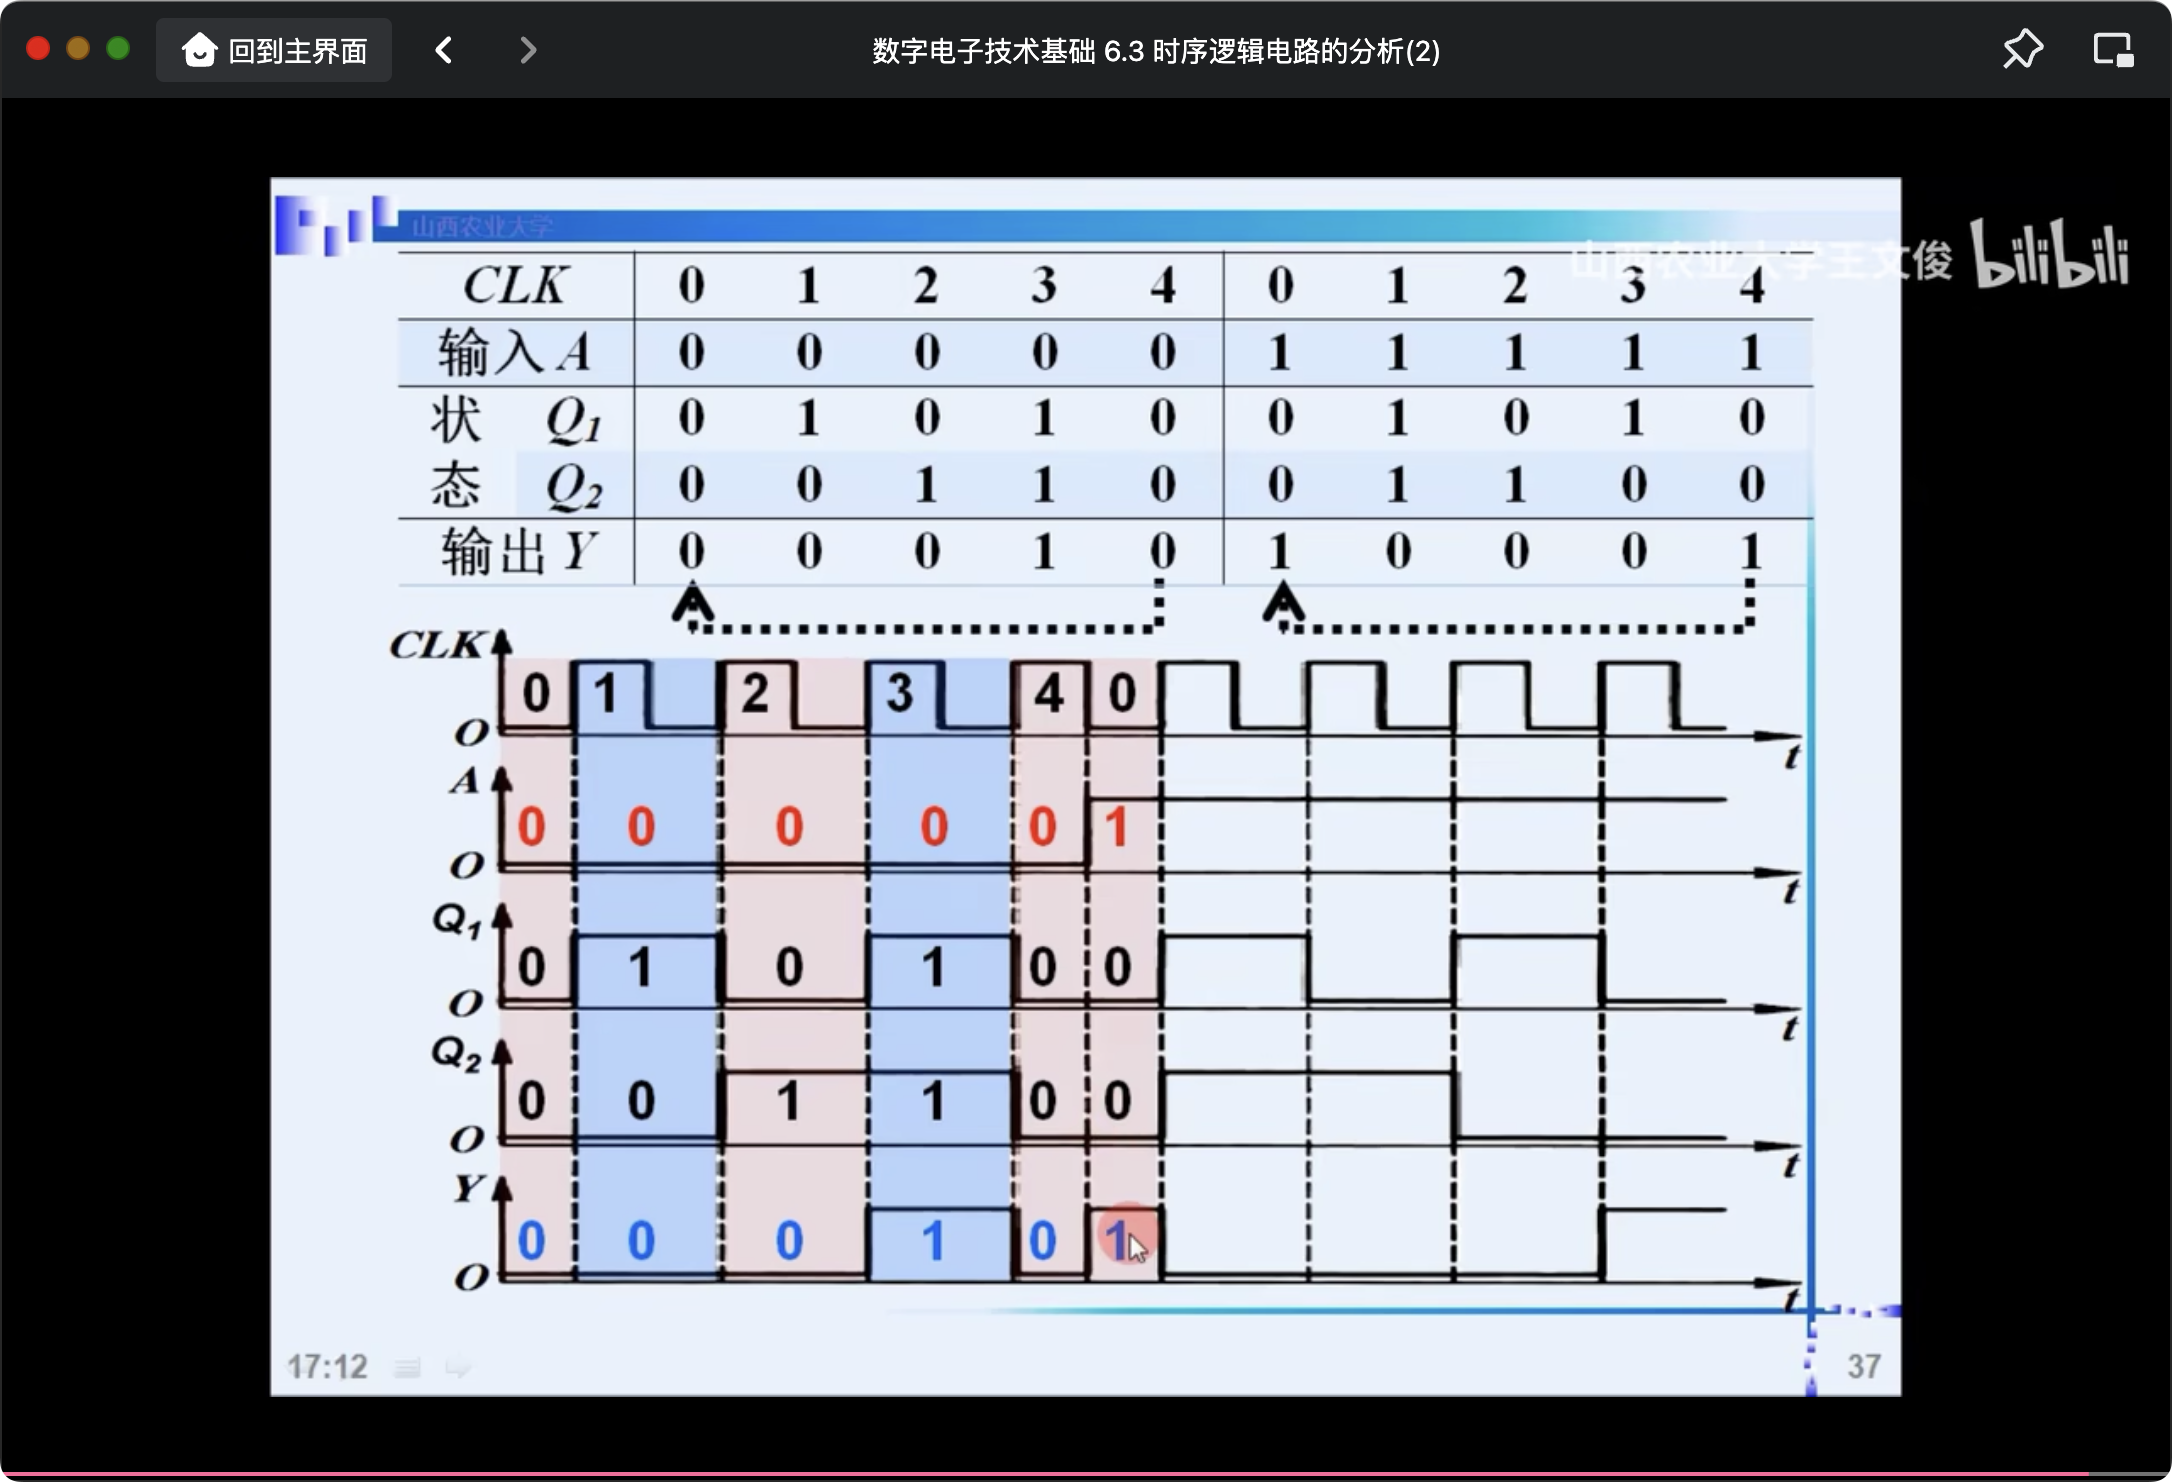 回到主界面
数字电子技术基础 6.3 时序逻辑电路的分析(2)
山西农业大学
山西农业大学王文俊 bilibili
CLK 0 1 2 3 4 0 1 2 3 4
输入 A 0 0 0 0 0 1 1 1 1 1
状 Q1 0 1 0 1 0 0 1 0 1 0
态 Q2 0 0 1 1 0 0 1 1 0 0
输出 Y 0 0 0 1 0 1 0 0 0 1
CLK
0 1 2 3 4 0
O
t
A
0 0 0 0 0 1
O
t
Q1
0 1 0 1 0 0
O
t
Q2
0 0 1 1 0 0
O
t
Y
0 0 0 1 0 1
O
t
17:12
37